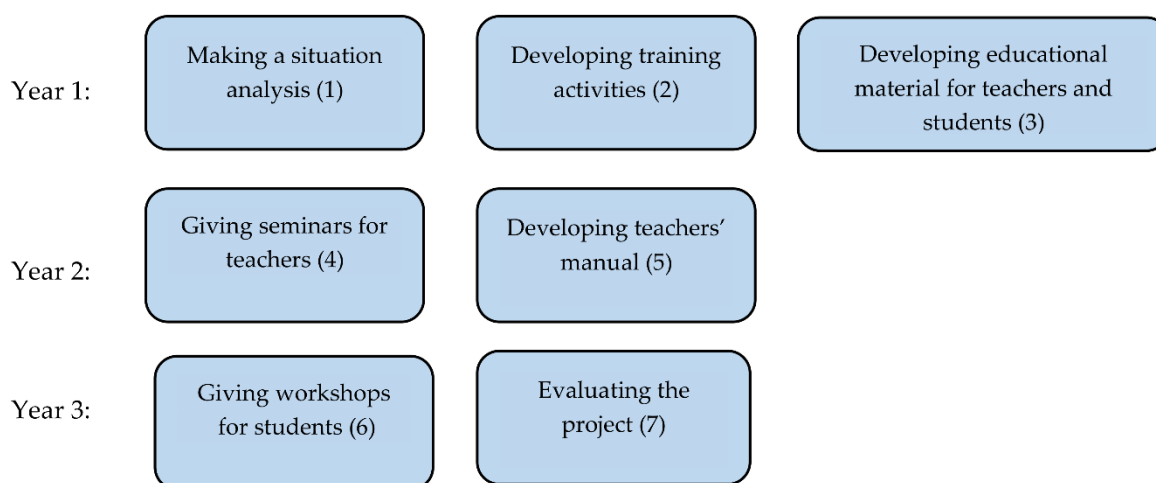 Year 1:
Making a situation
analysis (1)
Developing training
activities (2)
Developing educational
material for teachers and
students (3)
Year 2:
Giving seminars for
teachers (4)
Developing teachers’
manual (5)
Year 3:
Giving workshops
for students (6)
Evaluating the
project (7)